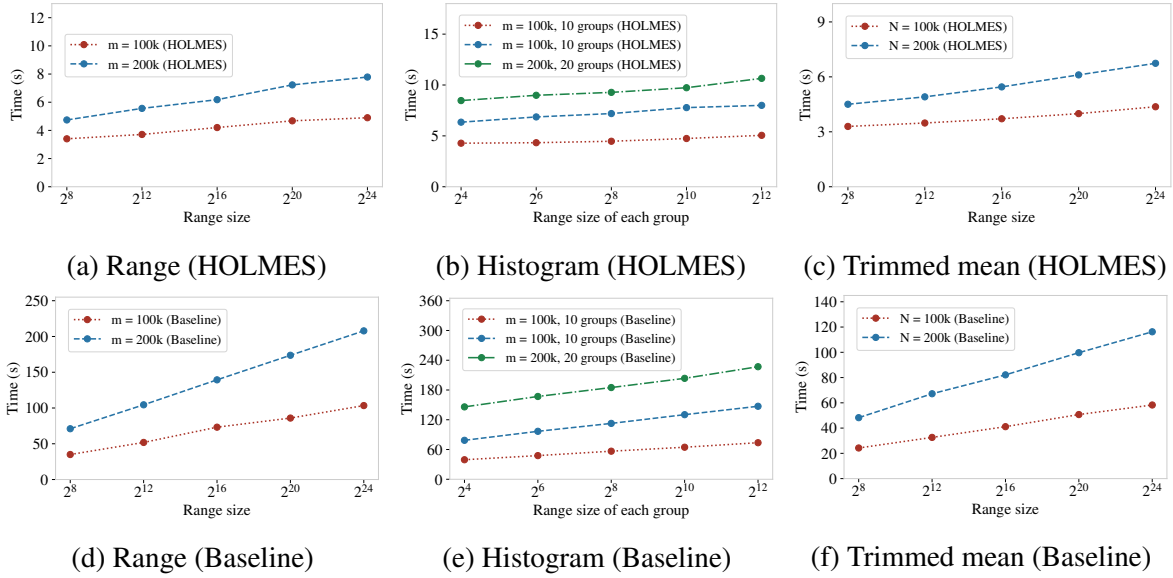 12
10
8
6
4
2
0
Time (s)
m = 100k (HOLMES)
m = 200k (HOLMES)
2^8 2^12 2^16 2^20 2^24
Range size
(a) Range (HOLMES)
15
10
5
0
Time (s)
m = 100k, 10 groups (HOLMES)
m = 100k, 10 groups (HOLMES)
m = 200k, 20 groups (HOLMES)
2^4 2^6 2^8 2^10 2^12
Range size of each group
(b) Histogram (HOLMES)
9
6
3
0
Time (s)
N = 100k (HOLMES)
N = 200k (HOLMES)
2^8 2^12 2^16 2^20 2^24
Range size
(c) Trimmed mean (HOLMES)
250
200
150
100
50
0
Time (s)
m = 100k (Baseline)
m = 200k (Baseline)
2^8 2^12 2^16 2^20 2^24
Range size
(d) Range (Baseline)
360
300
240
180
120
60
0
Time (s)
m = 100k, 10 groups (Baseline)
m = 100k, 10 groups (Baseline)
m = 200k, 20 groups (Baseline)
2^4 2^6 2^8 2^10 2^12
Range size of each group
(e) Histogram (Baseline)
140
120
100
80
60
40
20
0
Time (s)
N = 100k (Baseline)
N = 200k (Baseline)
2^8 2^12 2^16 2^20 2^24
Range size
(f) Trimmed mean (Baseline)